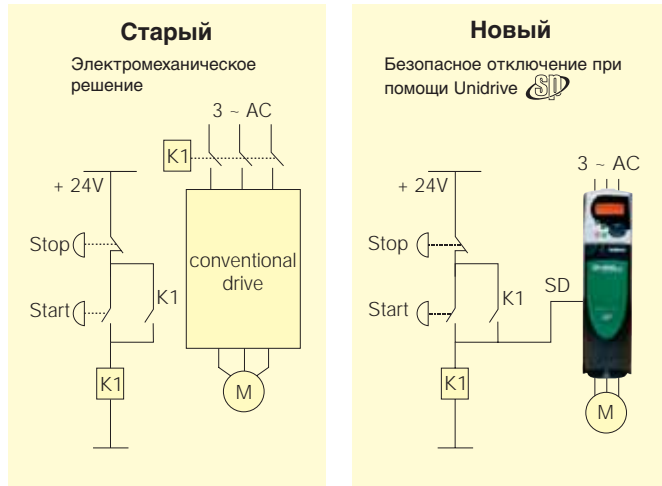 Старый
Электромеханическое
решение
3 ~ AC
K1
+ 24V
Stop
conventional
drive
Start
K1
K1
M
Новый
Безопасное отключение при
помощи Unidrive SP
3 ~ AC
+ 24V
Stop
SD
Start
K1
K1
M